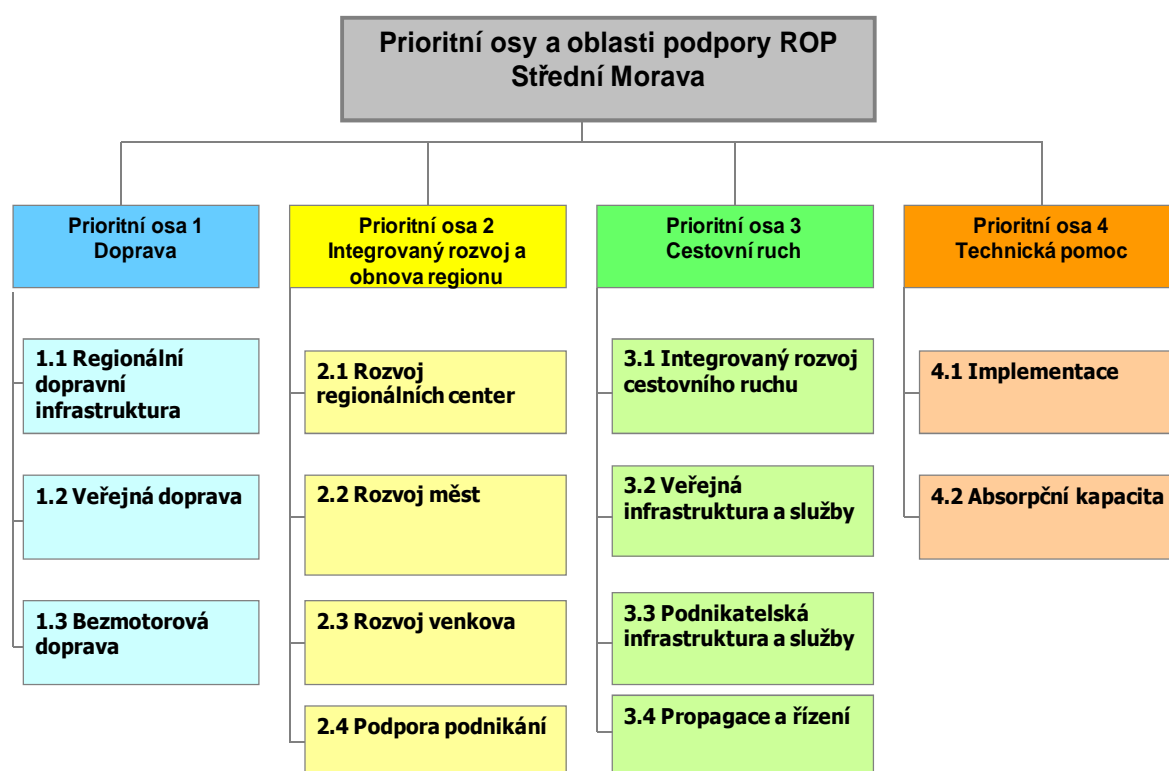 Prioritní osy a oblasti podpory ROP
Střední Morava
Prioritní osa 1
Doprava
Prioritní osa 2
Integrovaný rozvoj a
obnova regionu
Prioritní osa 3
Cestovní ruch
Prioritní osa 4
Technická pomoc
1.1 Regionální
dopravní
infrastruktura
1.2 Veřejná doprava
1.3 Bezmotorová
doprava
2.1 Rozvoj
regionálních center
2.2 Rozvoj měst
2.3 Rozvoj venkova
2.4 Podpora podnikání
3.1 Integrovaný rozvoj
cestovního ruchu
3.2 Veřejná
infrastruktura a služby
3.3 Podnikatelská
infrastruktura a služby
3.4 Propagace a řízení
4.1 Implementace
4.2 Absorpční kapacita